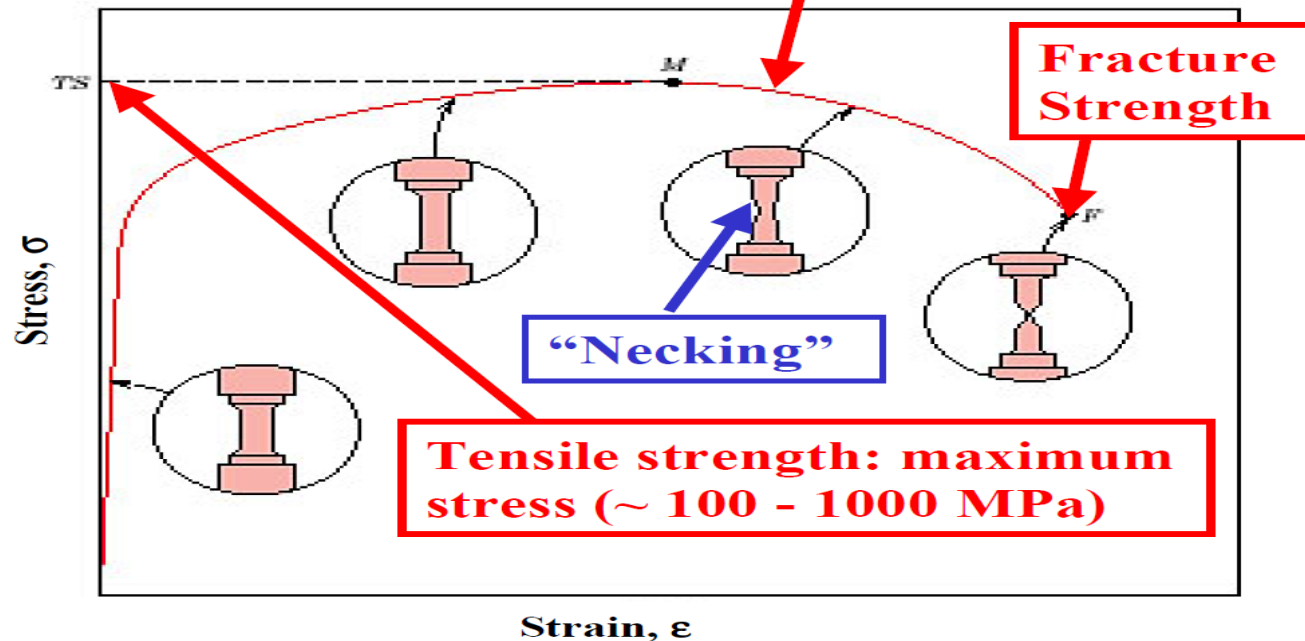 Fracture
Strength
TS
M
F
Stress, σ
“Necking”
Tensile strength: maximum
stress (~ 100 - 1000 MPa)
Strain, ε